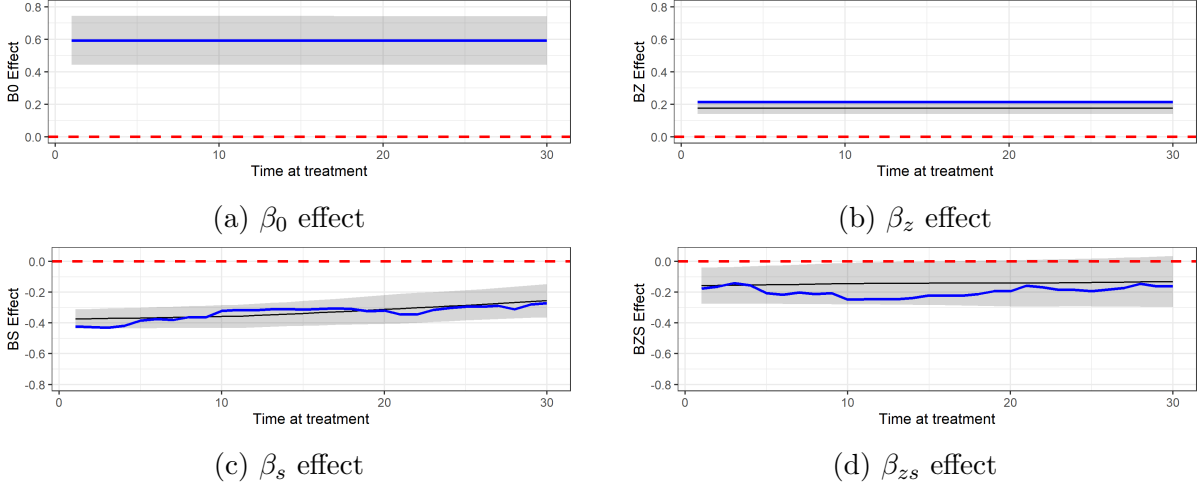 B0 Effect
0.8
0.6
0.4
0.2
0.0
0 10 20 30
Time at treatment
(a) β0 effect
BZ Effect
0.8
0.6
0.4
0.2
0.0
0 10 20 30
Time at treatment
(b) βz effect
BS Effect
0.0
-0.2
-0.4
-0.6
-0.8
0 10 20 30
Time at treatment
(c) βs effect
BZS Effect
0.0
-0.2
-0.4
-0.6
-0.8
0 10 20 30
Time at treatment
(d) βzs effect